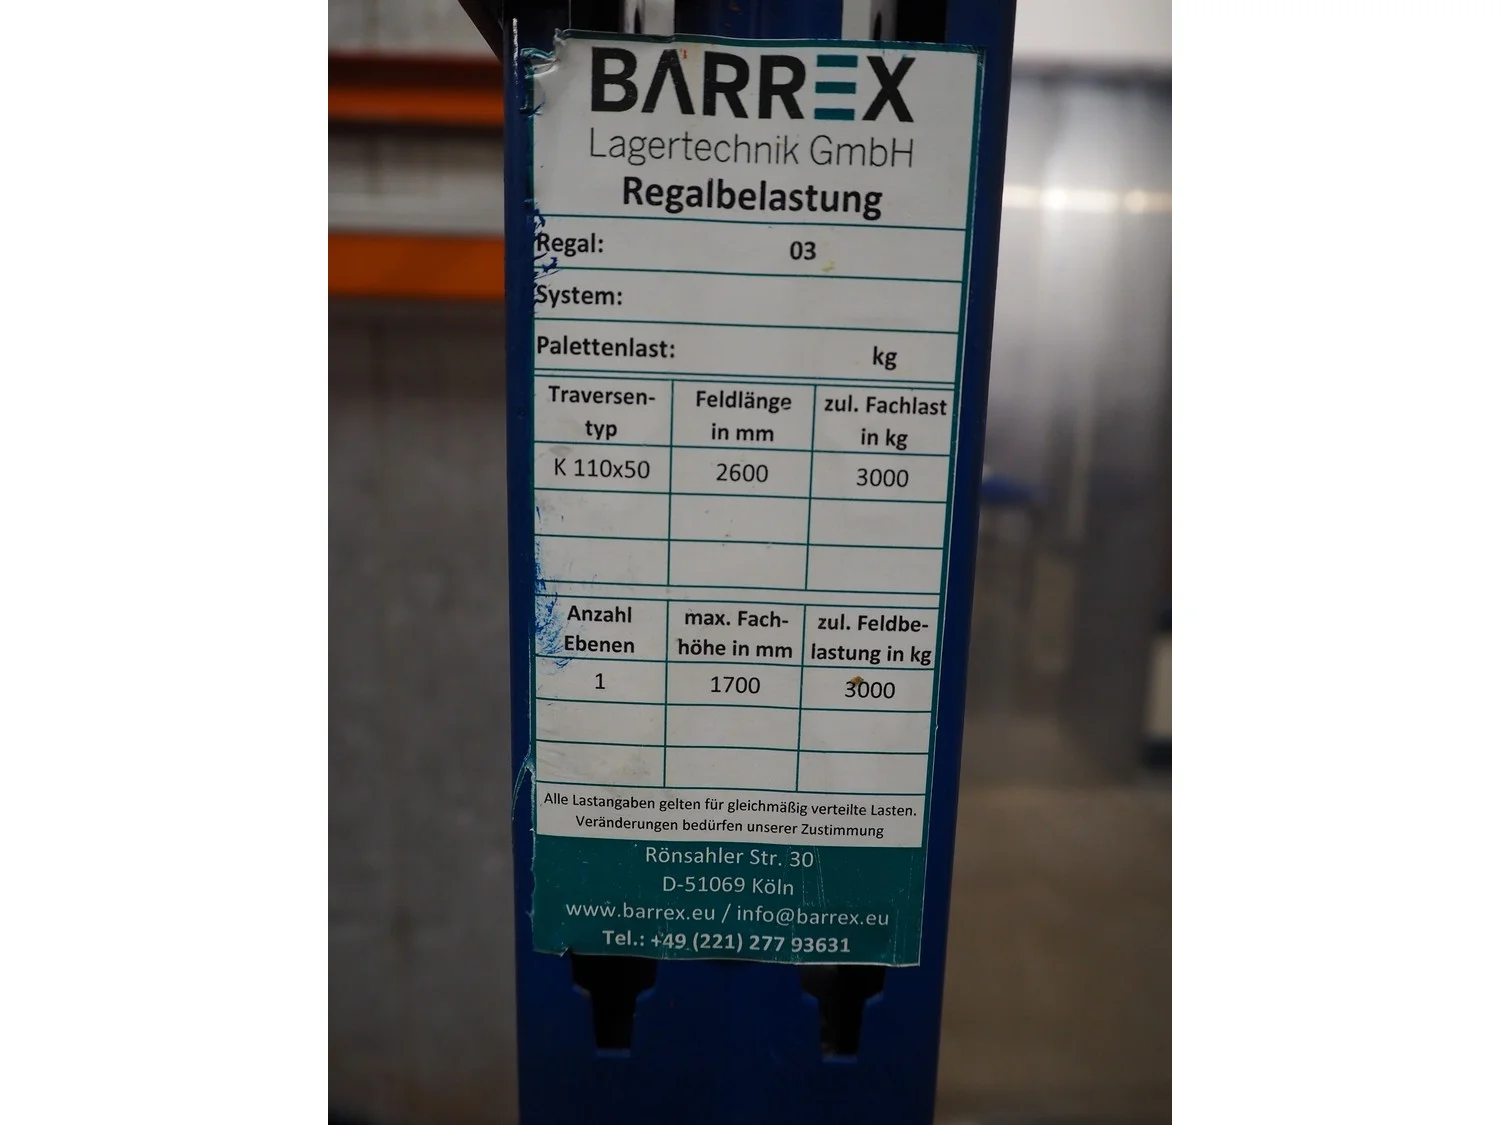 BARREX
Lagertechnik GmbH
Regalbelastung
Regal: 03
System:
Palettenlast: kg
Traversen- Feldlänge zul. Fachlast
typ in mm in kg
K 110x50 2600 3000
Anzahl max. Fach- zul. Feldbe-
Ebenen höhe in mm lastung in kg
1 1700 3000
Alle Lastangaben gelten für gleichmäßig verteilte Lasten.
Veränderungen bedürfen unserer Zustimmung
Rönsahler Str. 30
D-51069 Köln
www.barrex.eu / info@barrex.eu
Tel.: +49 (221) 277 93631